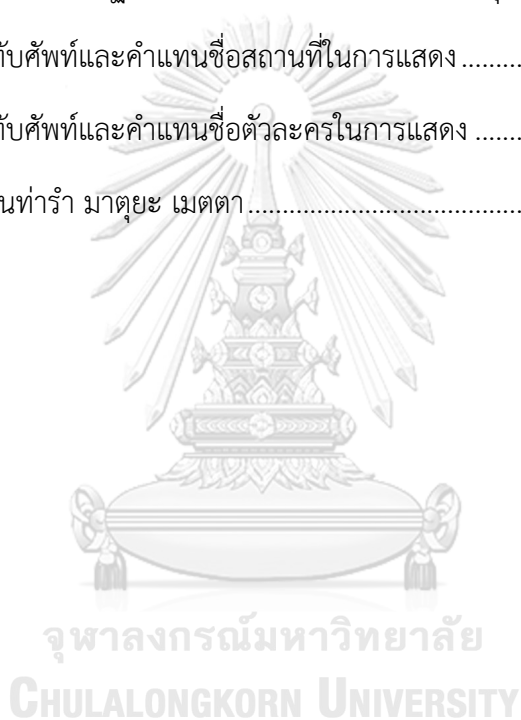 ทับศัพท์และคำแทนชื่อสถานที่ในการแสดง.........
ทับศัพท์และคำแทนชื่อตัวละครในการแสดง.......
นท่ารำ มาตุยะ เมตตา.....................................
จุฬาลงกรณ์มหาวิทยาลัย
CHULALONGKORN UNIVERSITY